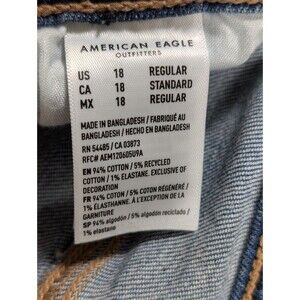 AMERICAN EAGLE
OUTFITTERS
US 18 REGULAR
CA 18 STANDARD
MX 18 REGULAR
MADE IN BANGLADESH / FABRIQUÉ AU
BANGLADESH / HECHO EN BANGLADESH
RN 54485 / CA 03873
RFC# AEM120605U9A
EN 94% COTTON / 5% RECYCLED
COTTON / 1% ELASTANE. EXCLUSIVE OF
DECORATION
FR 94% COTON / 5% COTON RÉGÉNÉRÉ /
1% ÉLASTHANNE. À L'EXCEPTION DE LA
GARNITURE
SP 94% algodón / 5% algodón reciclado /
1% elastano